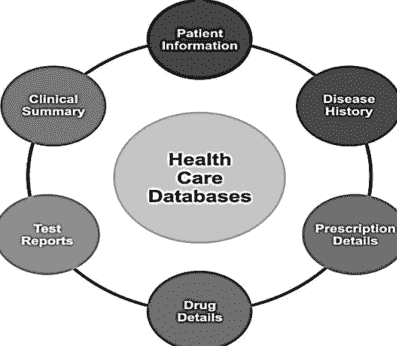 Patient
Information
Clinical
Summary
Disease
History
Health
Care
Databases
Test
Reports
Prescription
Details
Drug
Details